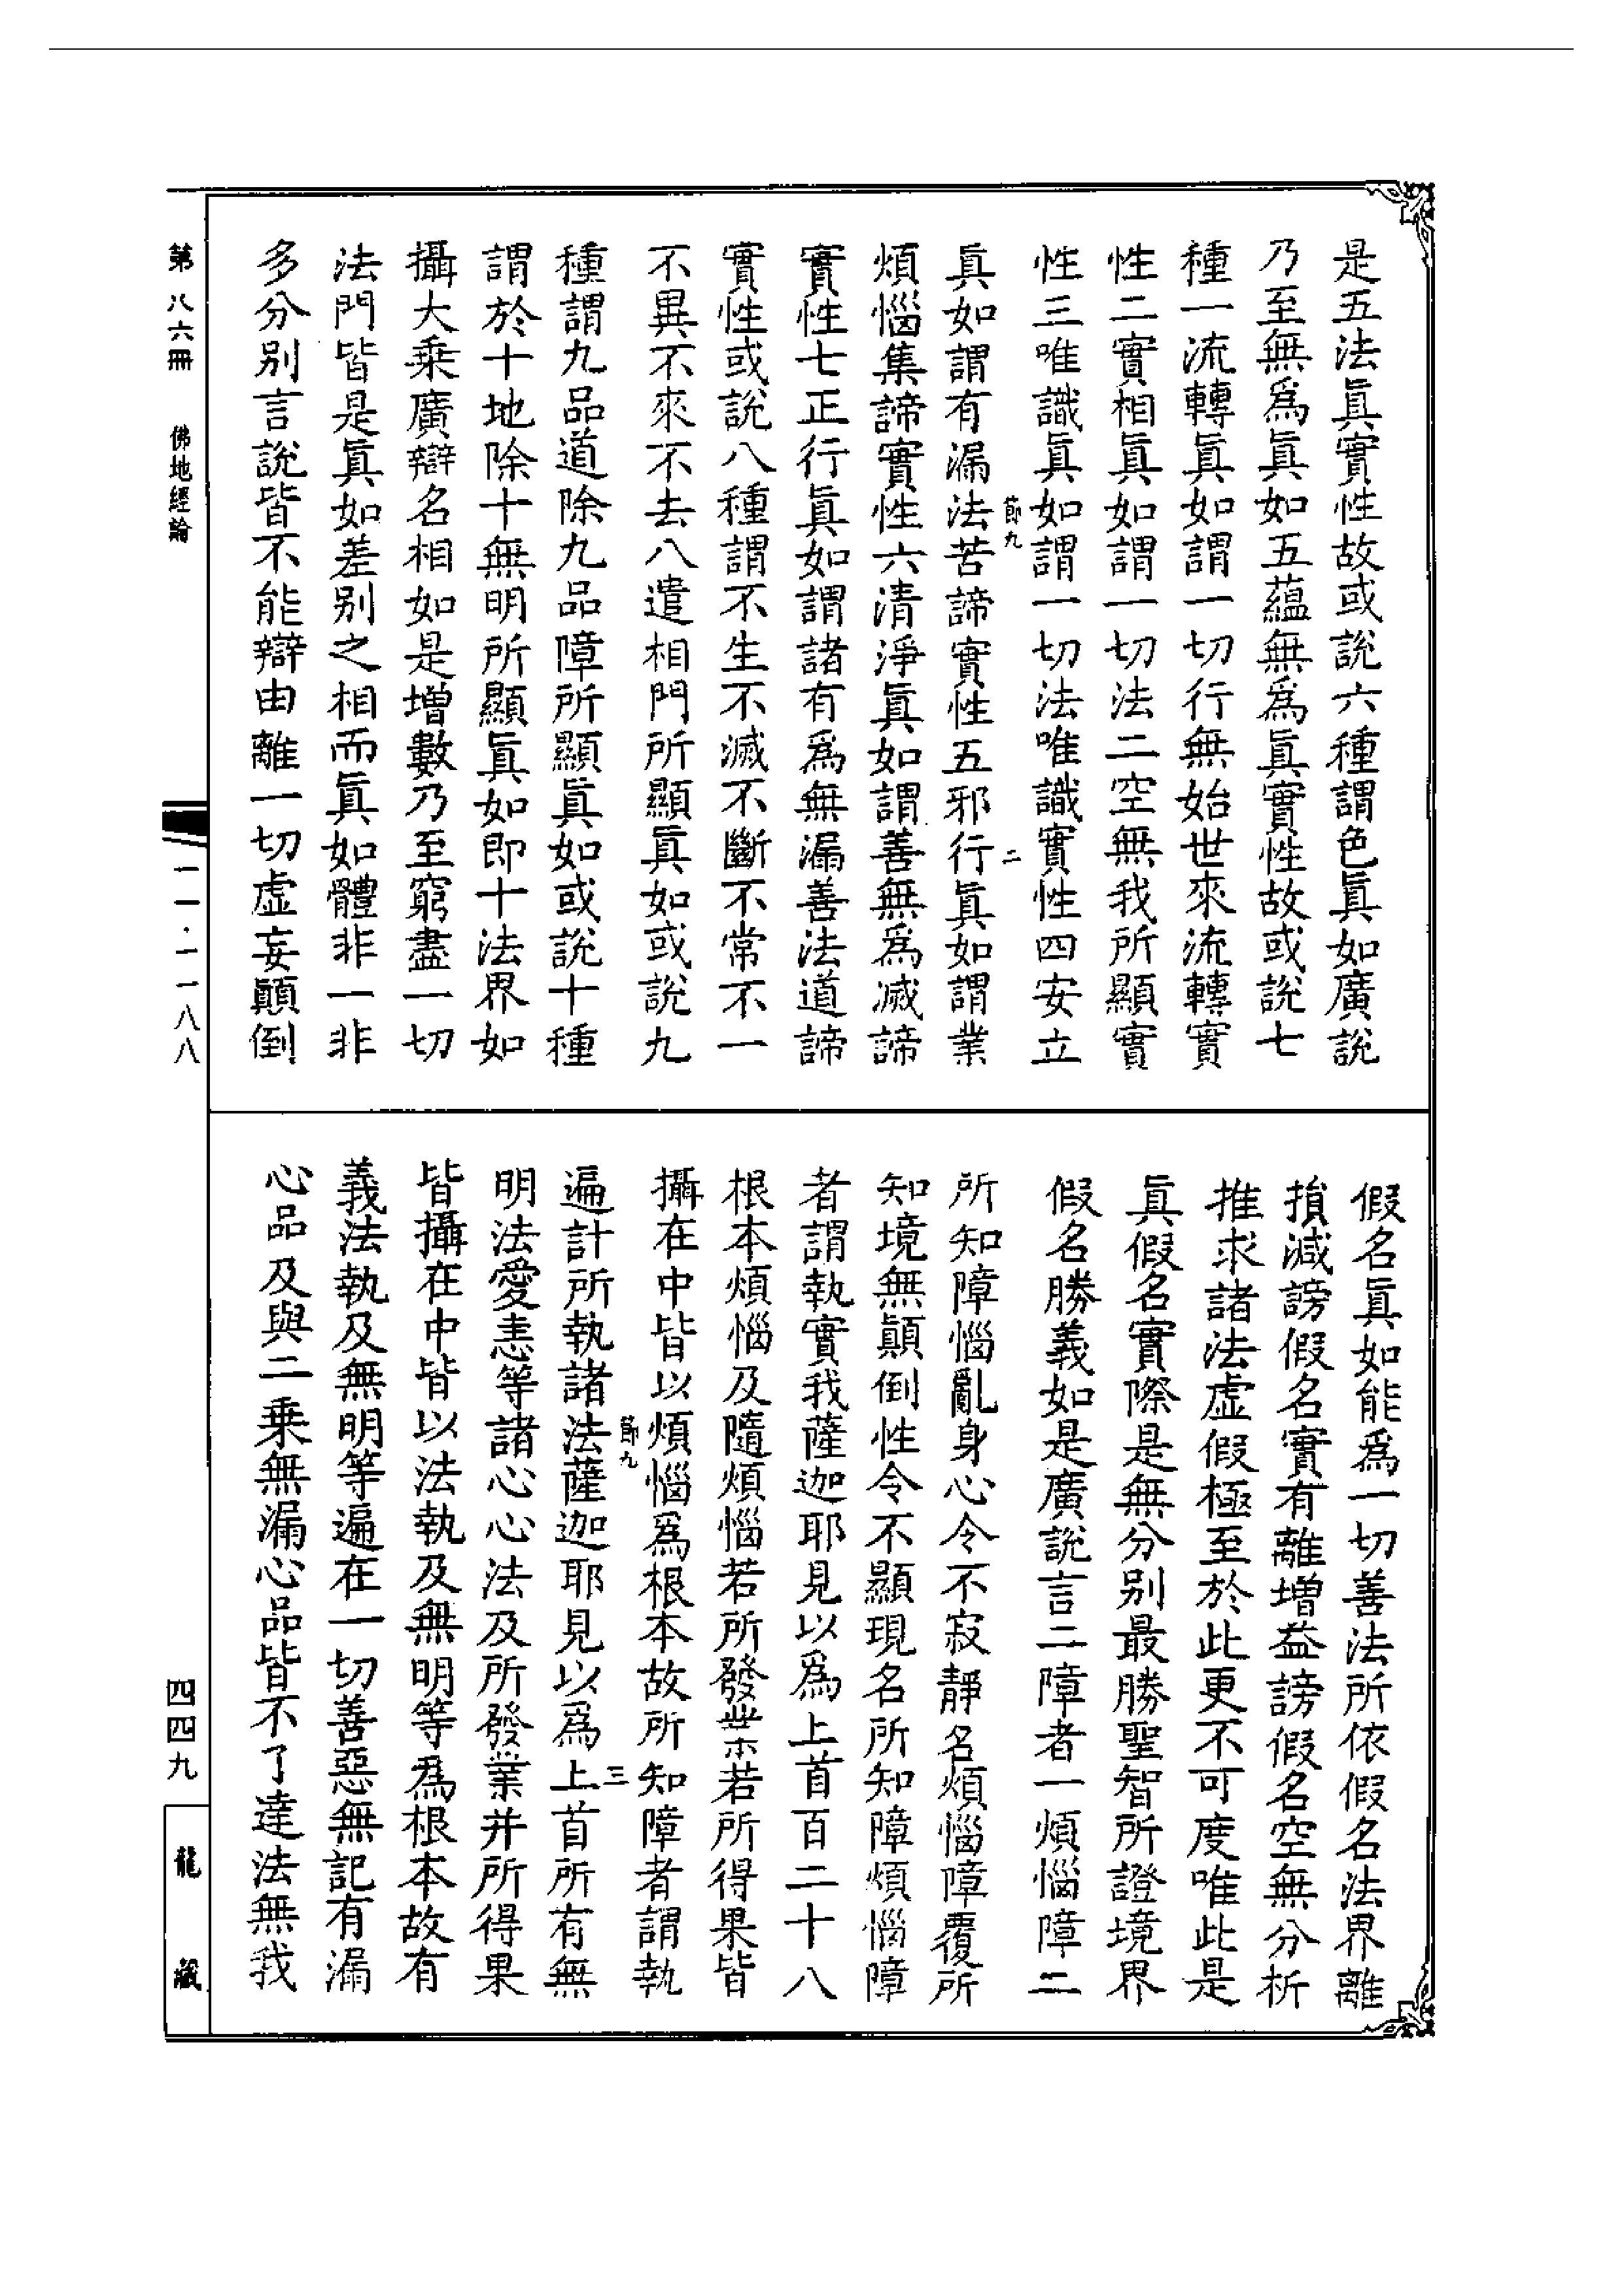 是五法眞實性故或說六種謂色眞如廣說
乃至無爲眞如五蘊無爲眞實性故或說七
種一流轉眞如謂一切行無始世來流轉實
性二實相眞如謂一切法二空無我所顯實
性三唯識眞如謂一切法唯識實性四安立
節九
二
眞如謂有漏法苦諦實性五邪行眞如謂業
煩惱集諦實性六清淨眞如謂善無爲滅諦
實性七正行眞如謂諸有爲無漏善法道諦
實性或說八種謂不生不滅不斷不常不一
不異不來不去八遣相門所顯眞如或說九
種謂九品道除九品障所顯眞如或說十種
謂於十地除十無明所顯眞如即十法界如
攝大乘廣辯名相如是增數乃至窮盡一切
法門皆是眞如差別之相而眞如體非一非
多分別言說皆不能辯由離一切虛妄顚倒
假名眞如能爲一切善法所依假名法界離
損減謗假名實有離增益謗假名空無分析
推求諸法虛假極至於此更不可度唯此是
眞假名實際是無分別最勝聖智所證境界
假名勝義如是廣說言二障者一煩惱障二
所知障惱亂身心令不寂靜名煩惱障覆所
知境無顚倒性令不顯現名所知障煩惱障
者謂執實我薩迦耶見以爲上首百二十八
根本煩惱及隨煩惱若所發業若所得果皆
攝在中皆以煩惱爲根本故所知障者謂執
節九
三
遍計所執諸法薩迦耶見以爲上首所有無
明法愛恚等諸心心法及所發業并所得果
皆攝在中皆以法執及無明等爲根本故有
義法執及無明等遍在一切善惡無記有漏
心品及與二乘無漏心品皆不了達法無我
第八六冊 佛地經論
一一·一一八八
四四九
龍藏